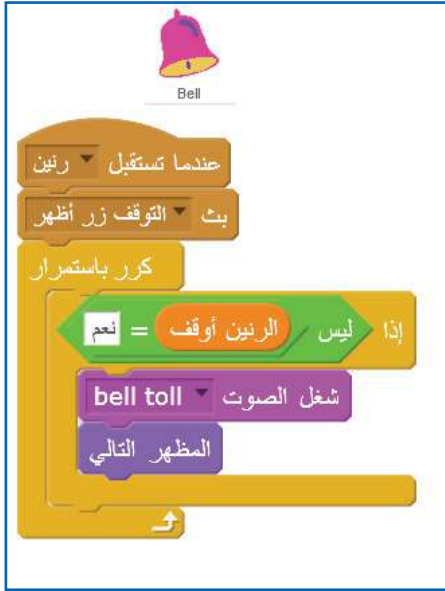 Bell
عندما تستقبل رنين
بث التوقف زر أظهر
كرر باستمرار
إذا ليس الرنين أوقف = نعم
شغل الصوت bell toll
المظهر التالي